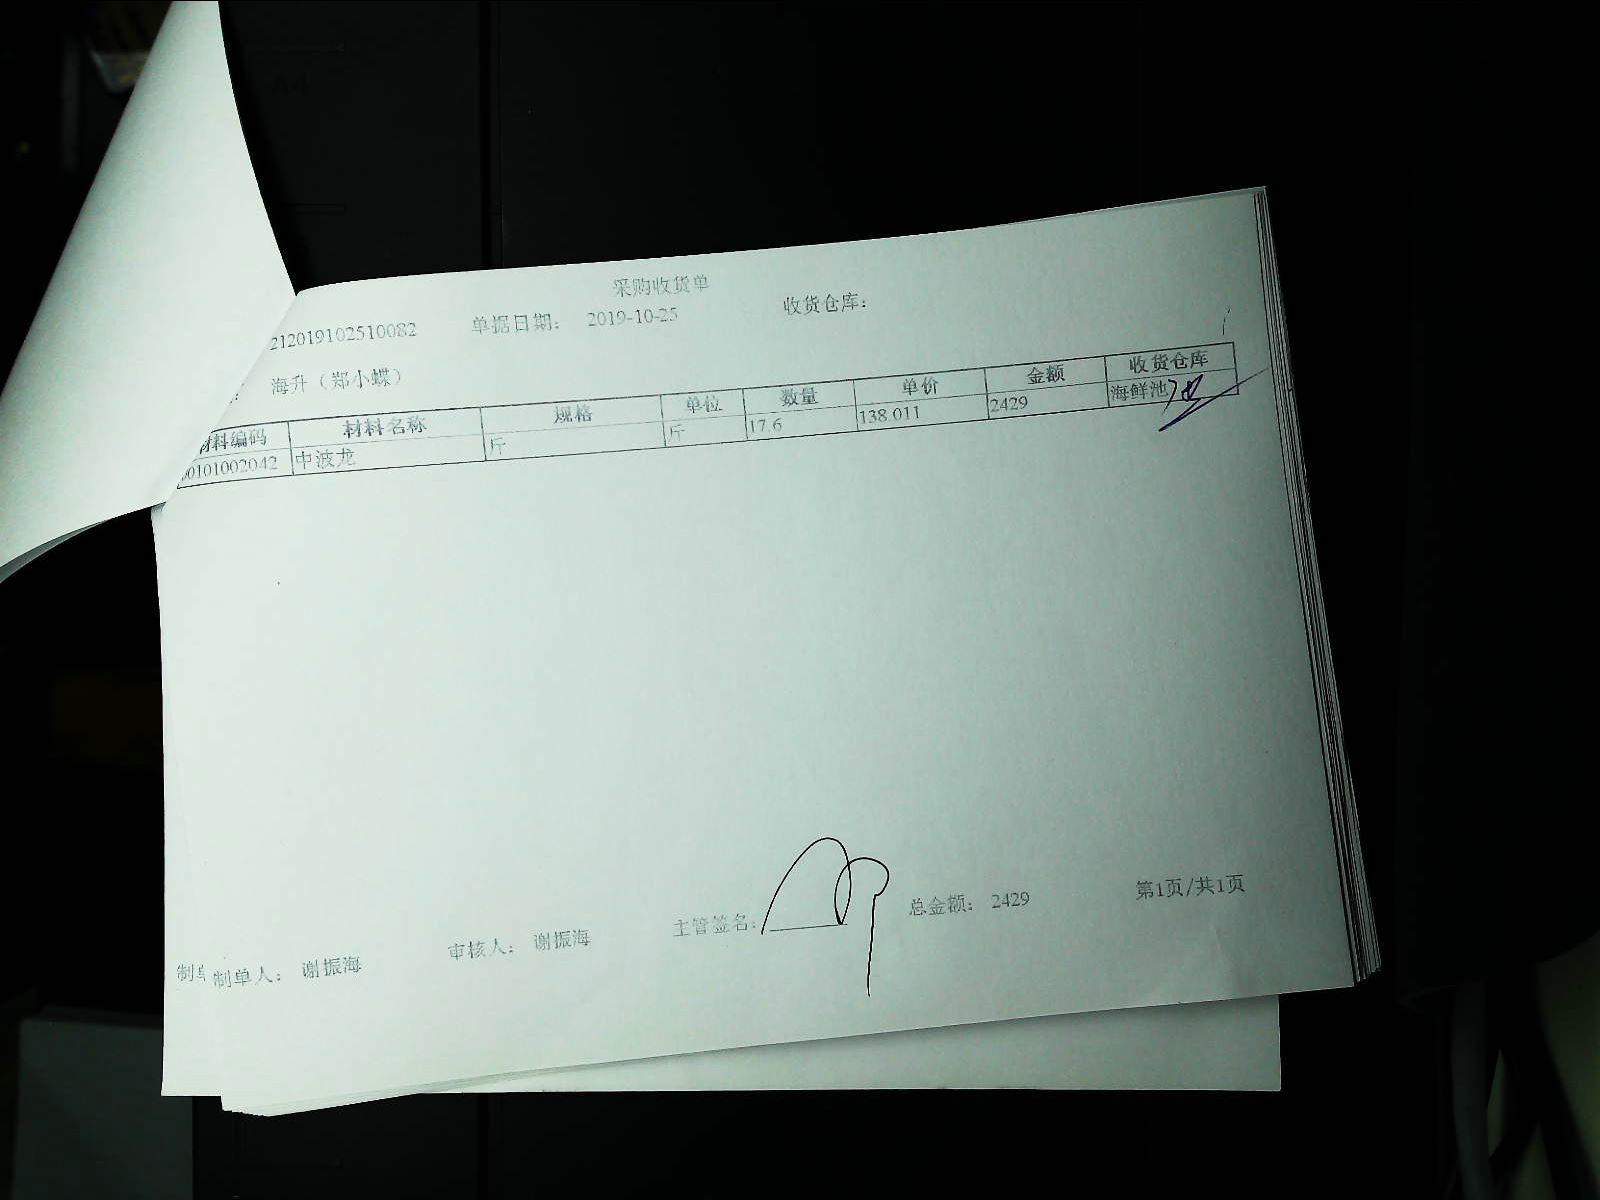 采购收货单
212019102510082 单据日期： 2019-10-25 收货仓库：
海升（郑小蝶）
材料编码 材料名称 规格 单位 数量 单价 金额 收货仓库
00101002042 中波龙 斤 斤 17.6 138.011 2429 海鲜池
制单人： 谢振海 审核人： 谢振海 主管签名： 总金额： 2429 第1页/共1页